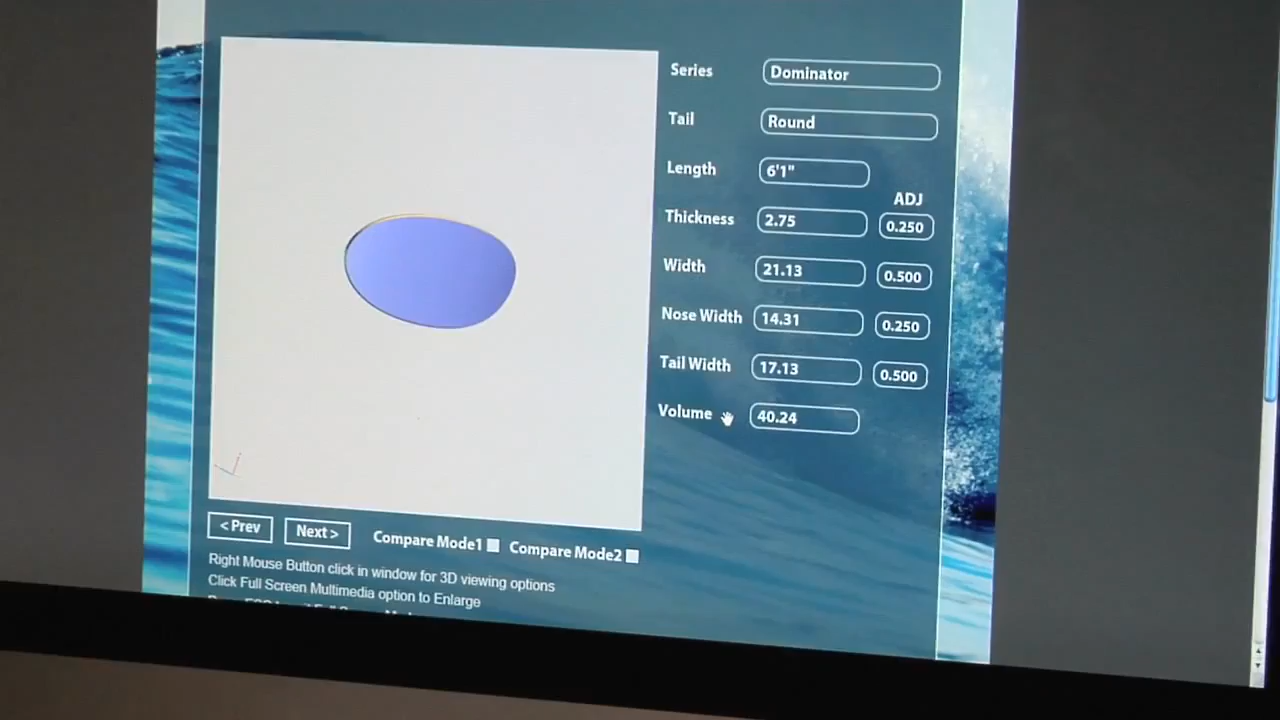 Series Dominator
Tail Round
Length 6'1"
ADJ
Thickness 2.75 0.250
Width 21.13 0.500
Nose Width 14.31 0.250
Tail Width 17.13 0.500
Volume 40.24
< Prev Next > Compare Mode1 Compare Mode2
Right Mouse Button click in window for 3D viewing options
Click Full Screen Multimedia option to Enlarge